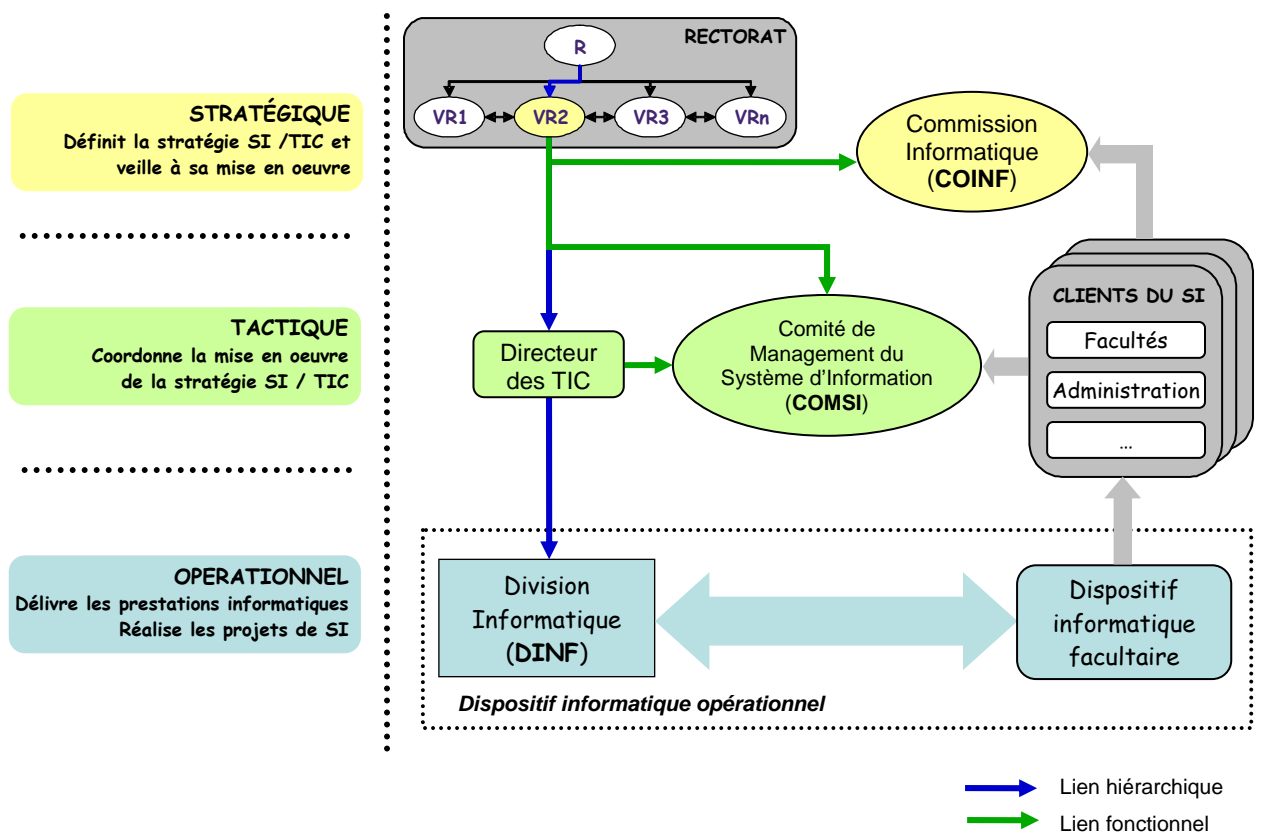 RECTORAT
R
VR1
VR2
VR3
VRn
STRATÉGIQUE
Définit la stratégie SI /TIC et
veille à sa mise en oeuvre
Commission
Informatique
(COINF)
TACTIQUE
Coordonne la mise en oeuvre
de la stratégie SI / TIC
Directeur
des TIC
Comité de
Management du
Système d'Information
(COMSI)
CLIENTS DU SI
Facultés
Administration
...
OPERATIONNEL
Délivre les prestations informatiques
Réalise les projets de SI
Division
Informatique
(DINF)
Dispositif
informatique
facultaire
Dispositif informatique opérationnel
Lien hiérarchique
Lien fonctionnel